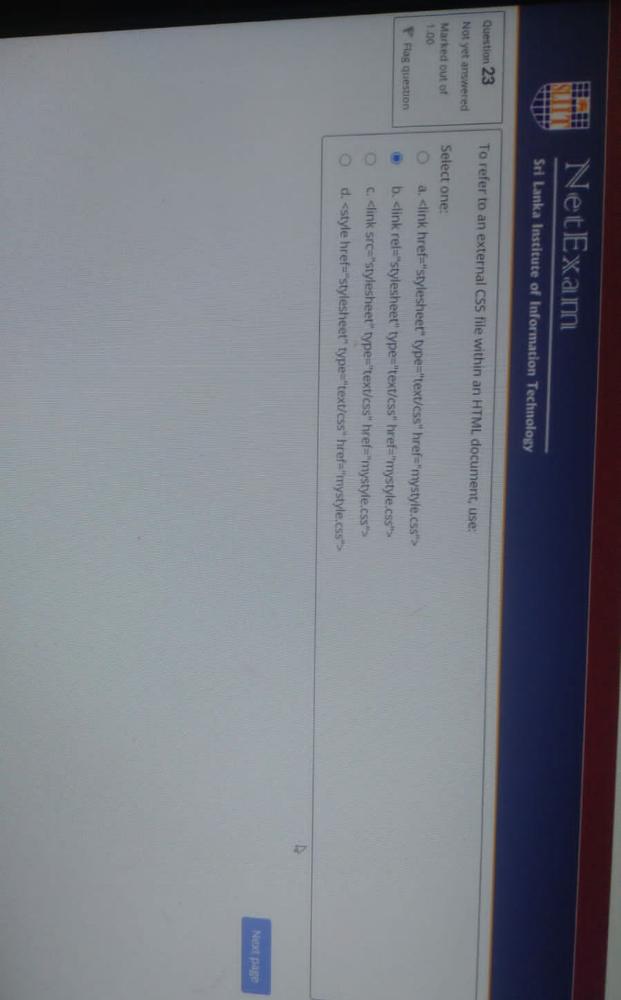 SLIIT
NetExam
Sri Lanka Institute of Information Technology
Question 23
Not yet answered
Marked out of
1.00
Flag question
To refer to an external CSS file within an HTML document, use:
Select one:
a. <link href="stylesheet" type="text/css" href="mystyle.css">
b. <link rel="stylesheet" type="text/css" href="mystyle.css">
c. <link src="stylesheet" type="text/css" href="mystyle.css">
d. <style href="stylesheet" type="text/css" href="mystyle.css">
Next page